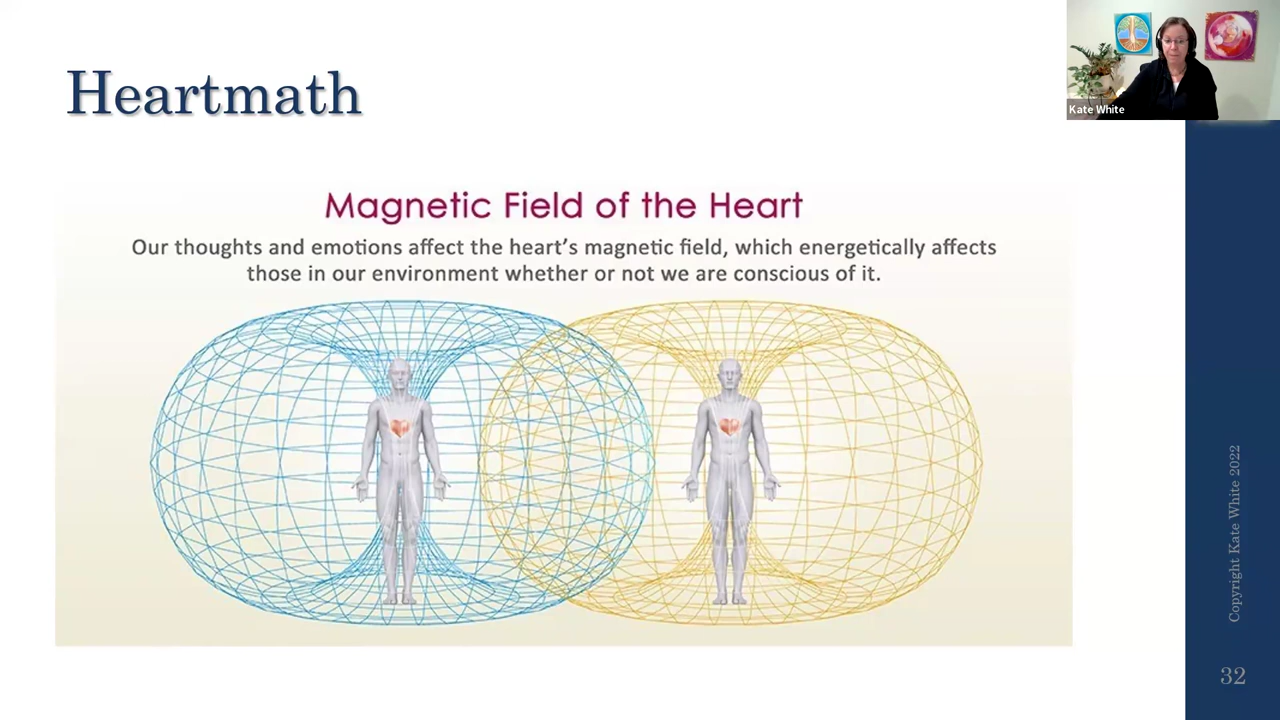 Heartmath
Kate White
Magnetic Field of the Heart
Our thoughts and emotions affect the heart's magnetic field, which energetically affects
those in our environment whether or not we are conscious of it.
Copyright Kate White 2022
32